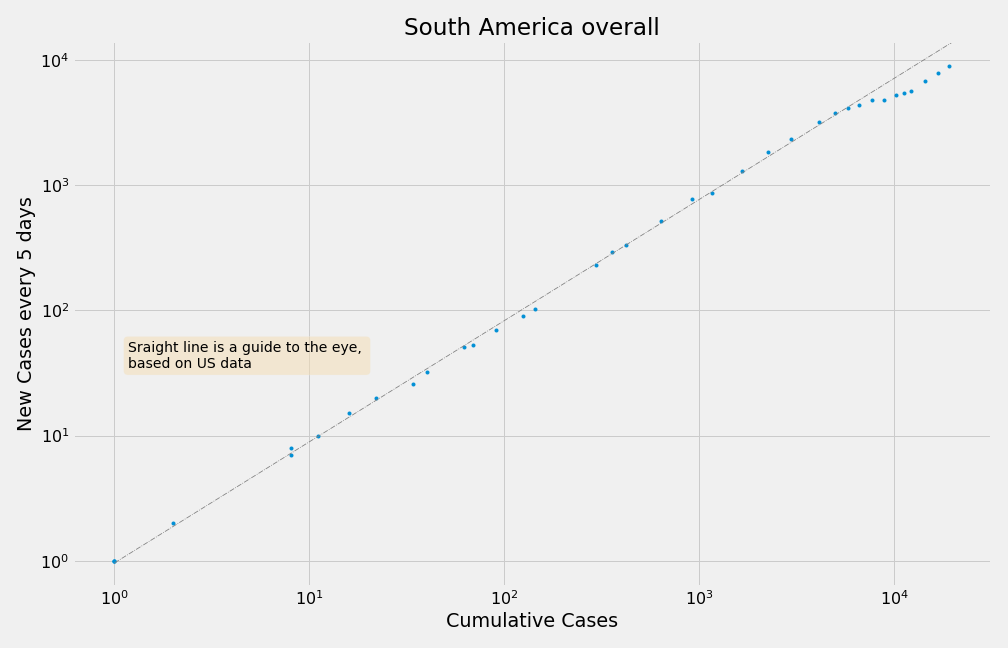 South America overall
10⁴
10³
10²
10¹
10⁰
New Cases every 5 days
Sraight line is a guide to the eye,
based on US data
10⁰ 10¹ 10² 10³ 10⁴
Cumulative Cases